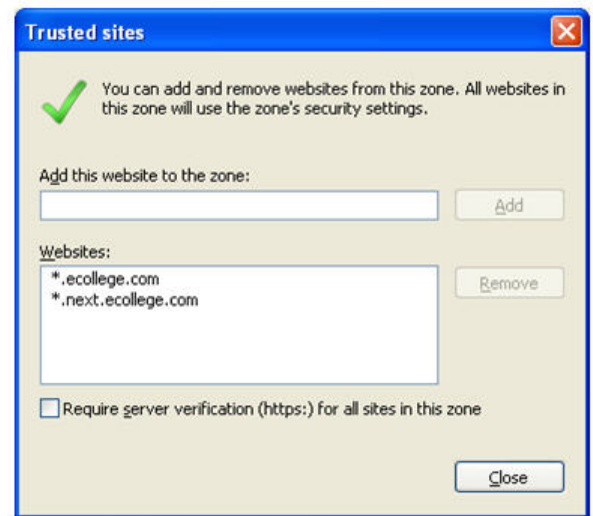 Trusted sites
You can add and remove websites from this zone. All websites in
this zone will use the zone's security settings.
Add this website to the zone:
Add
Websites:
*.ecollege.com
*.next.ecollege.com
Remove
Require server verification (https:) for all sites in this zone
Close